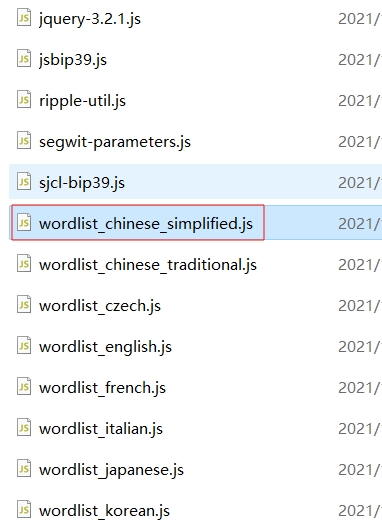 jquery-3.2.1.js 2021/
jsbip39.js 2021/
ripple-util.js 2021/
segwit-parameters.js 2021/
sjcl-bip39.js 2021/
wordlist_chinese_simplified.js 2021/
wordlist_chinese_traditional.js 2021/
wordlist_czech.js 2021/
wordlist_english.js 2021/
wordlist_french.js 2021/
wordlist_italian.js 2021/
wordlist_japanese.js 2021/
wordlist_korean.js 2021/